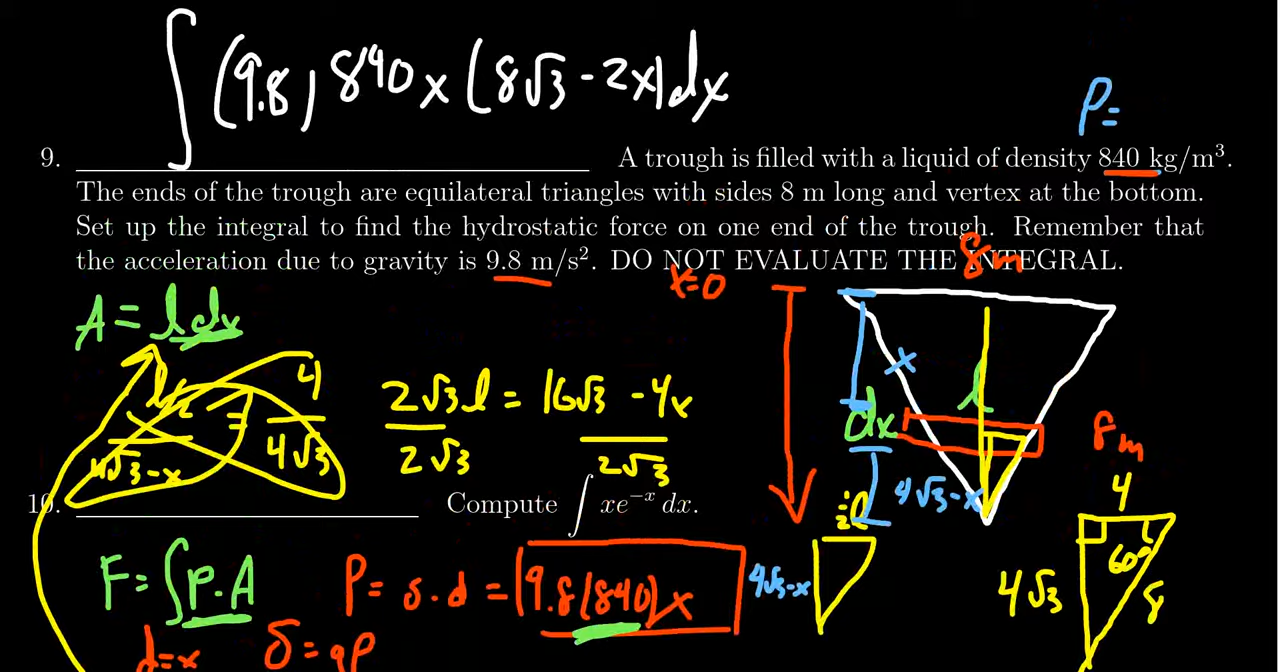 ∫ (9.8) 840x (8√3 - 2x) dx
P=
9. A trough is filled with a liquid of density 840 kg/m³.
The ends of the trough are equilateral triangles with sides 8 m long and vertex at the bottom.
Set up the integral to find the hydrostatic force on one end of the trough. Remember that
the acceleration due to gravity is 9.8 m/s². DO NOT EVALUATE THE INTEGRAL.
8m
x=0
A = l dx
x
l
dx
4√3-x
8m
4
60°
4√3
8
4/4√3
4√3-x
2√3l = 16√3 - 4x
2√3 2√3
10. Compute ∫ xe⁻ˣ dx.
½l
4√3-x
F = ∫P·A
P = δ·d = (9.8(840)x
d=x δ = gρ